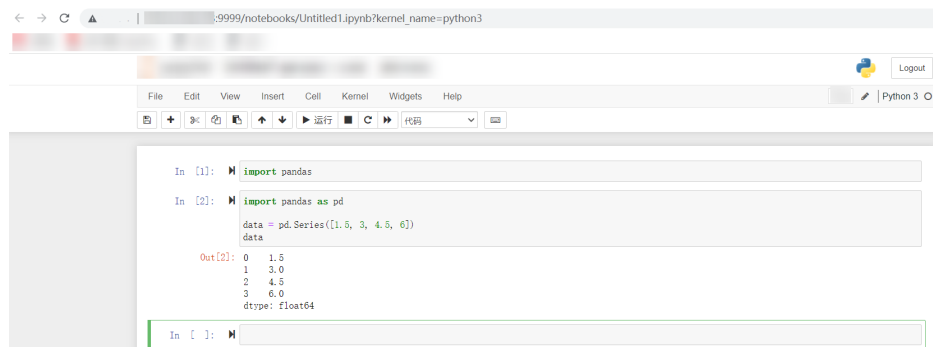 :9999/notebooks/Untitled1.ipynb?kernel_name=python3
Logout
File Edit View Insert Cell Kernel Widgets Help
Python 3
运行 代码
In [1]: import pandas
In [2]: import pandas as pd
data = pd.Series([1.5, 3, 4.5, 6])
data
Out[2]: 0 1.5
1 3.0
2 4.5
3 6.0
dtype: float64
In [ ]: